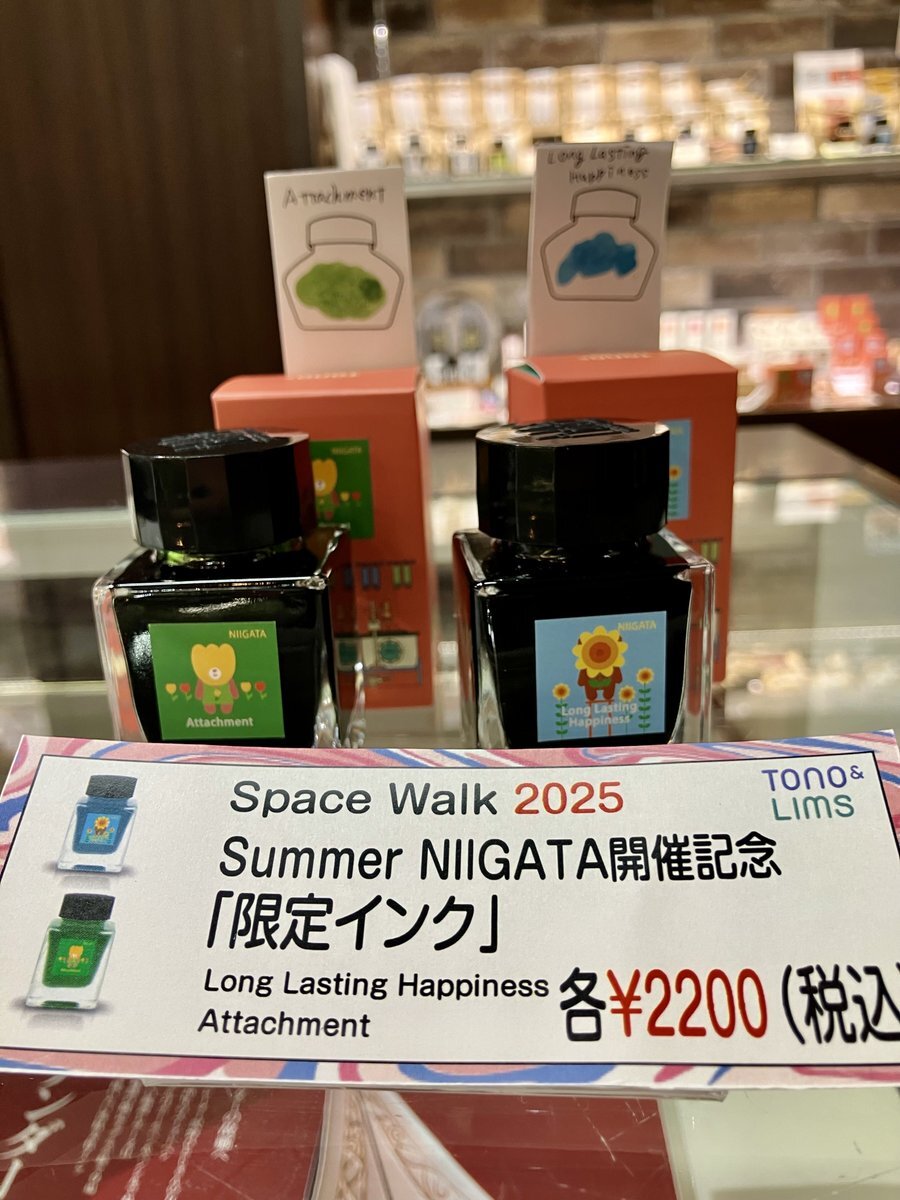 Attachment
Long Lasting
Happiness
NIIGATA
NIIGATA
Attachment
NIIGATA
Long Lasting
Happiness
Space Walk 2025
TONO&
LIMS
Summer NIIGATA開催記念
「限定インク」
Long Lasting Happiness
Attachment
各¥2200(税込